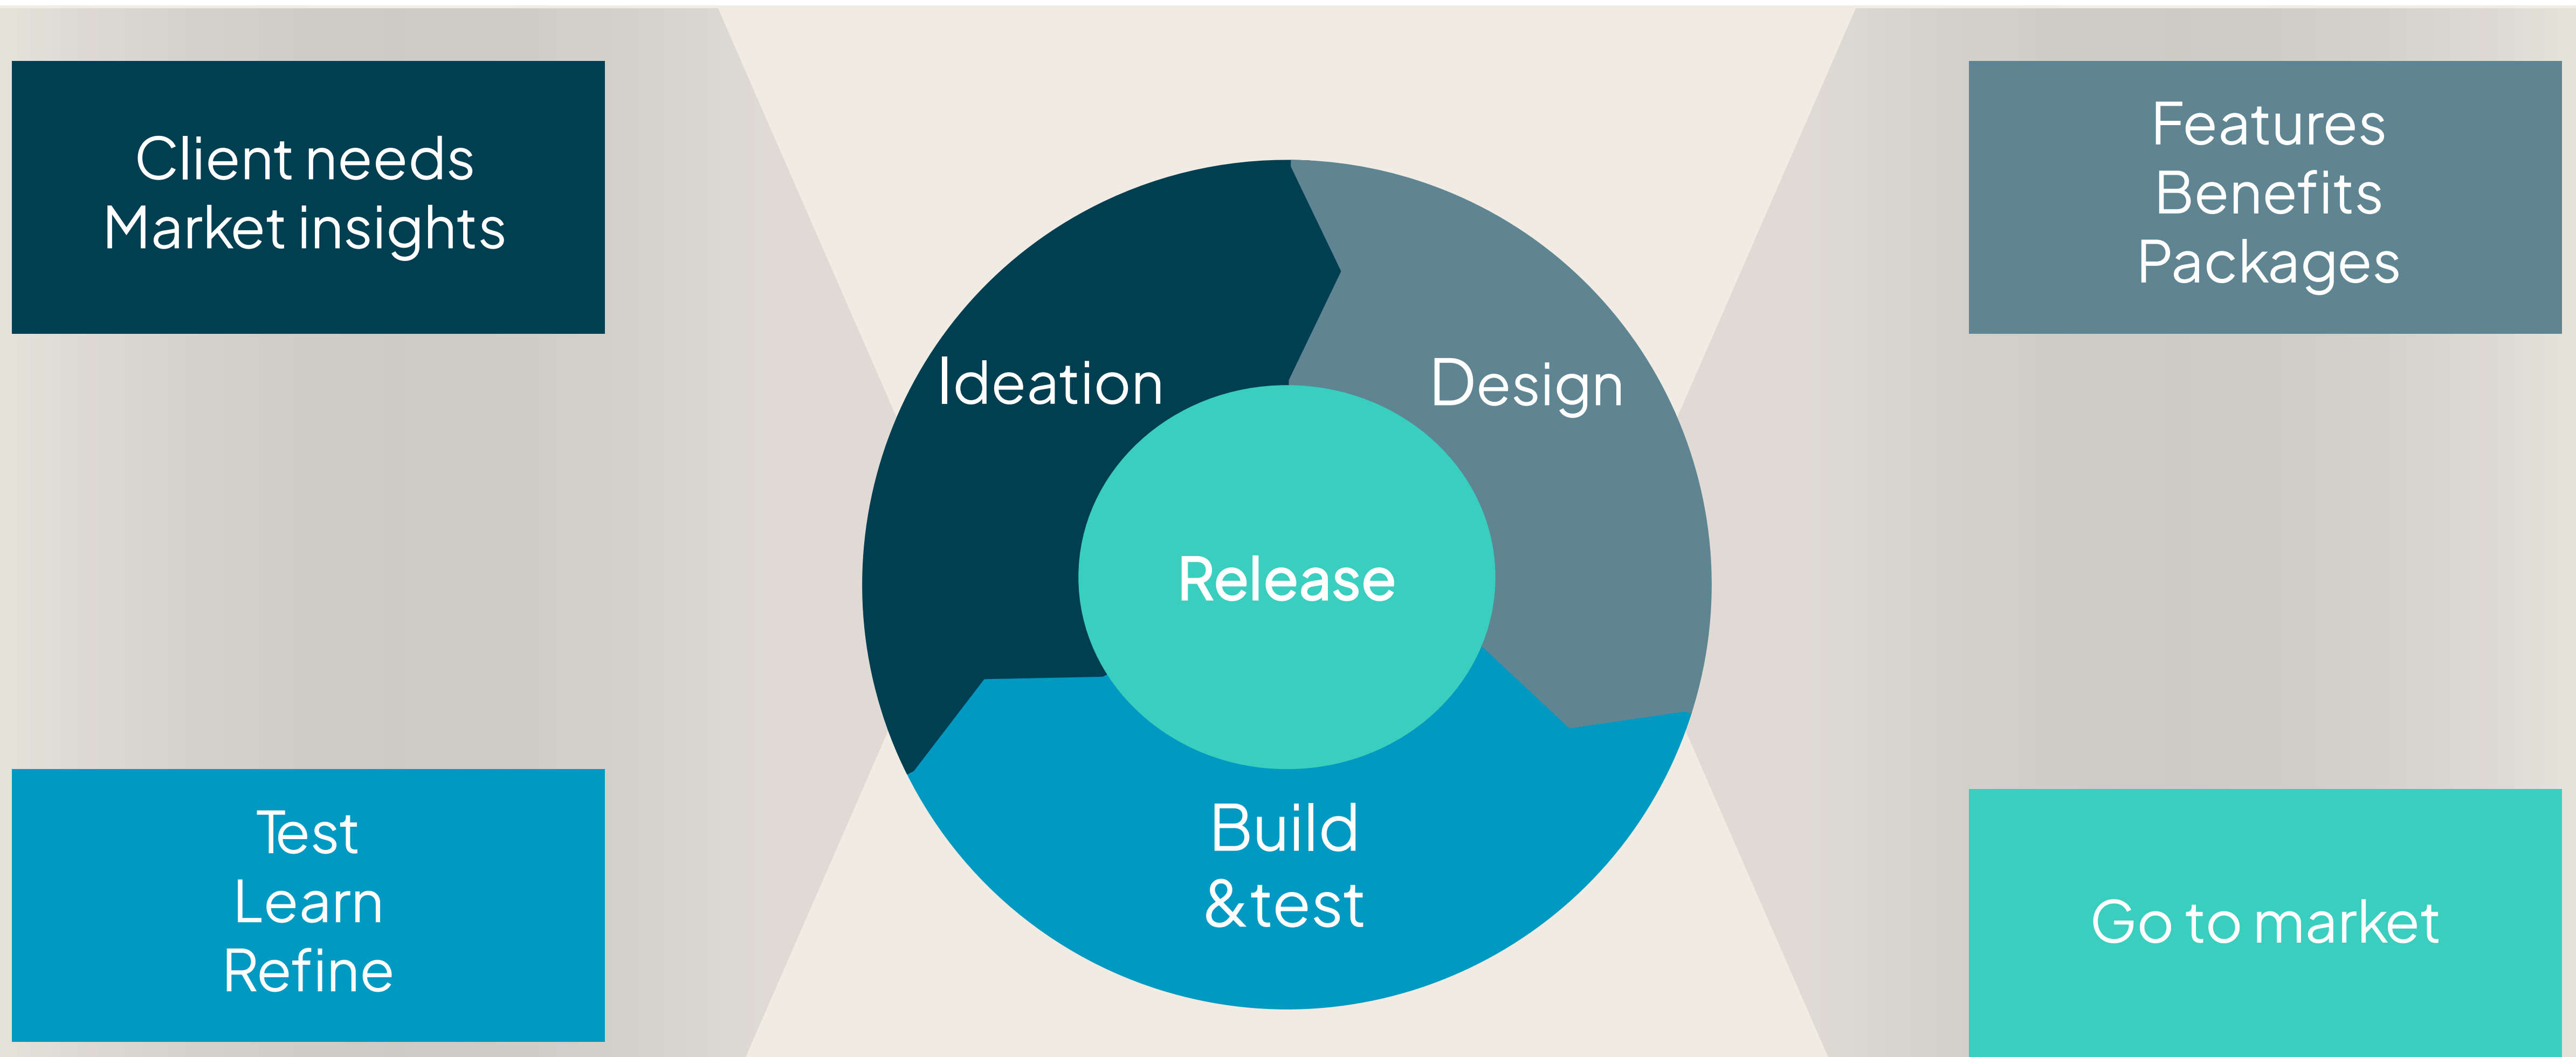 Client needs
Market insights
Features
Benefits
Packages
Ideation
Design
Release
Build
&test
Test
Learn
Refine
Go to market